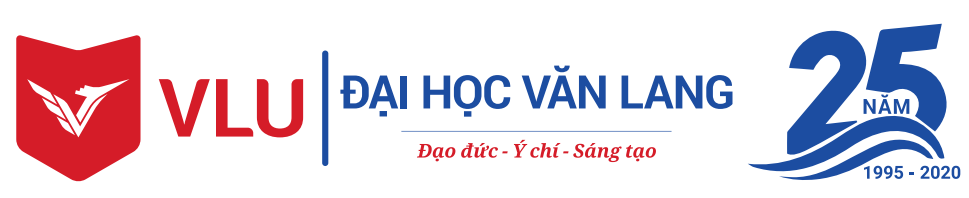 VLU
ĐẠI HỌC VĂN LANG
Đạo đức - Ý chí - Sáng tạo
25
NĂM
1995 - 2020